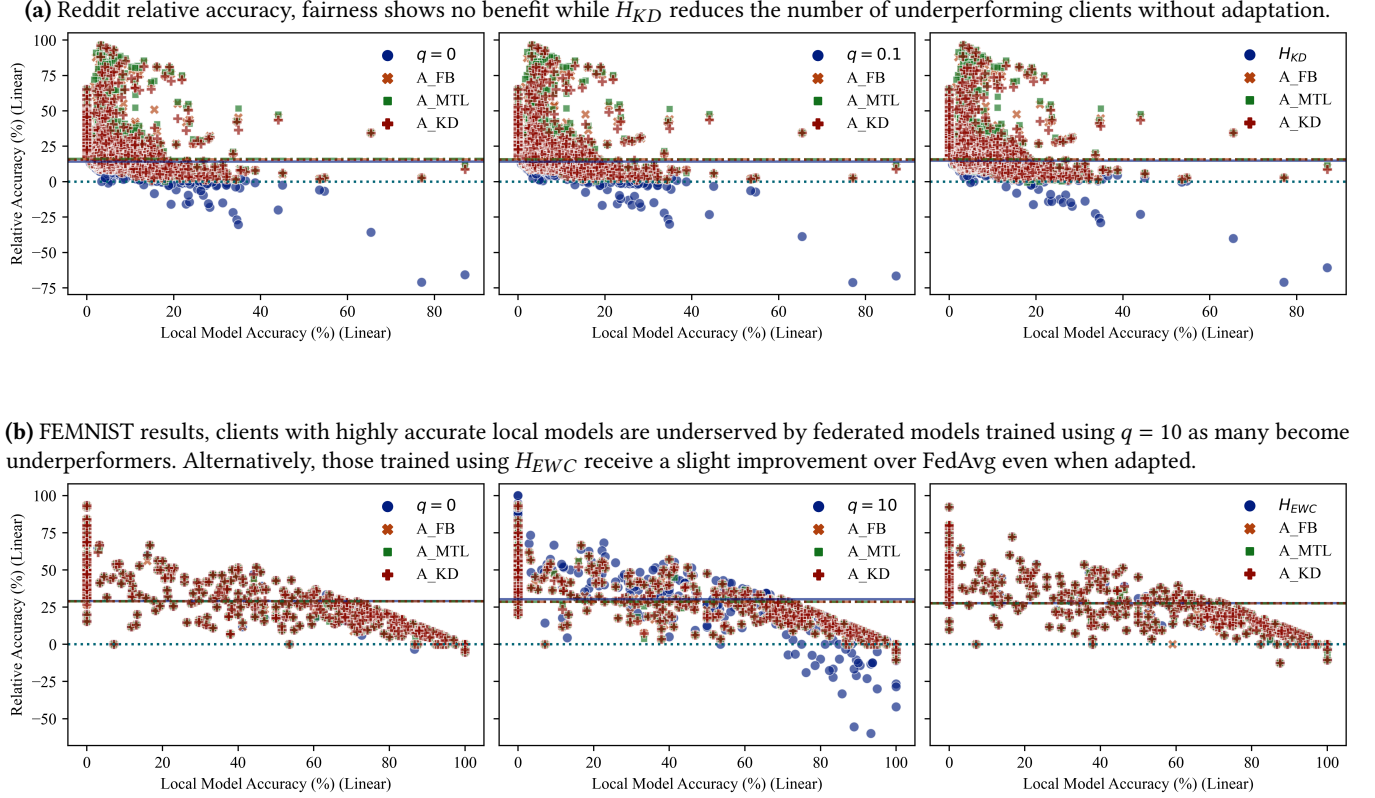 (a) Reddit relative accuracy, fairness shows no benefit while H_KD reduces the number of underperforming clients without adaptation.
100
75
50
25
0
−25
−50
−75
Relative Accuracy (%) (Linear)
q = 0
A_FB
A_MTL
A_KD
0 20 40 60 80
Local Model Accuracy (%) (Linear)
q = 0.1
A_FB
A_MTL
A_KD
0 20 40 60 80
Local Model Accuracy (%) (Linear)
H_KD
A_FB
A_MTL
A_KD
0 20 40 60 80
Local Model Accuracy (%) (Linear)
(b) FEMNIST results, clients with highly accurate local models are underserved by federated models trained using q = 10 as many become
underperformers. Alternatively, those trained using H_EWC receive a slight improvement over FedAvg even when adapted.
100
75
50
25
0
−25
−50
Relative Accuracy (%) (Linear)
q = 0
A_FB
A_MTL
A_KD
0 20 40 60 80 100
Local Model Accuracy (%) (Linear)
q = 10
A_FB
A_MTL
A_KD
0 20 40 60 80 100
Local Model Accuracy (%) (Linear)
H_EWC
A_FB
A_MTL
A_KD
0 20 40 60 80 100
Local Model Accuracy (%) (Linear)